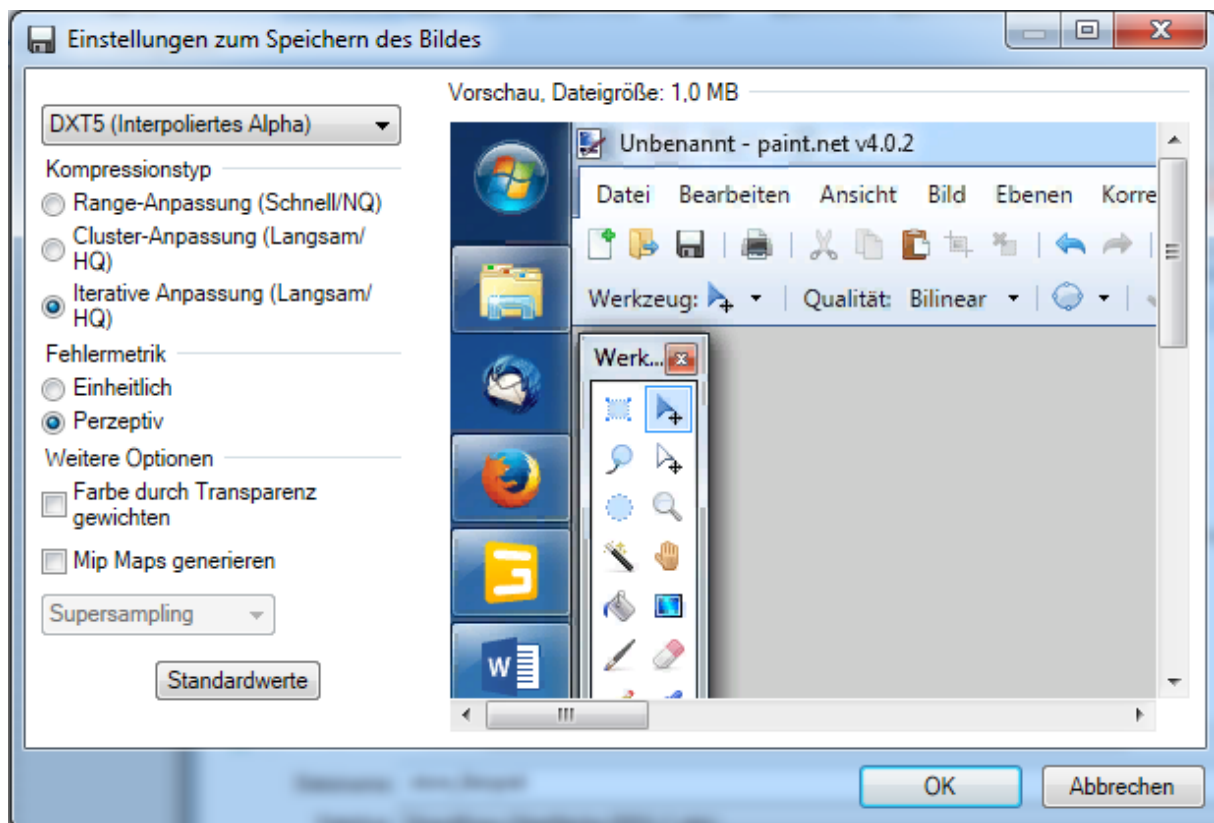 Einstellungen zum Speichern des Bildes
DXT5 (Interpoliertes Alpha)
Kompressionstyp
Range-Anpassung (Schnell/NQ)
Cluster-Anpassung (Langsam/
HQ)
Iterative Anpassung (Langsam/
HQ)
Fehlermetrik
Einheitlich
Perzeptiv
Weitere Optionen
Farbe durch Transparenz
gewichten
Mip Maps generieren
Supersampling
Standardwerte
Vorschau, Dateigröße: 1,0 MB
Unbenannt - paint.net v4.0.2
Datei Bearbeiten Ansicht Bild Ebenen Korre
Werkzeug: Qualität: Bilinear
Werk...
W
OK
Abbrechen